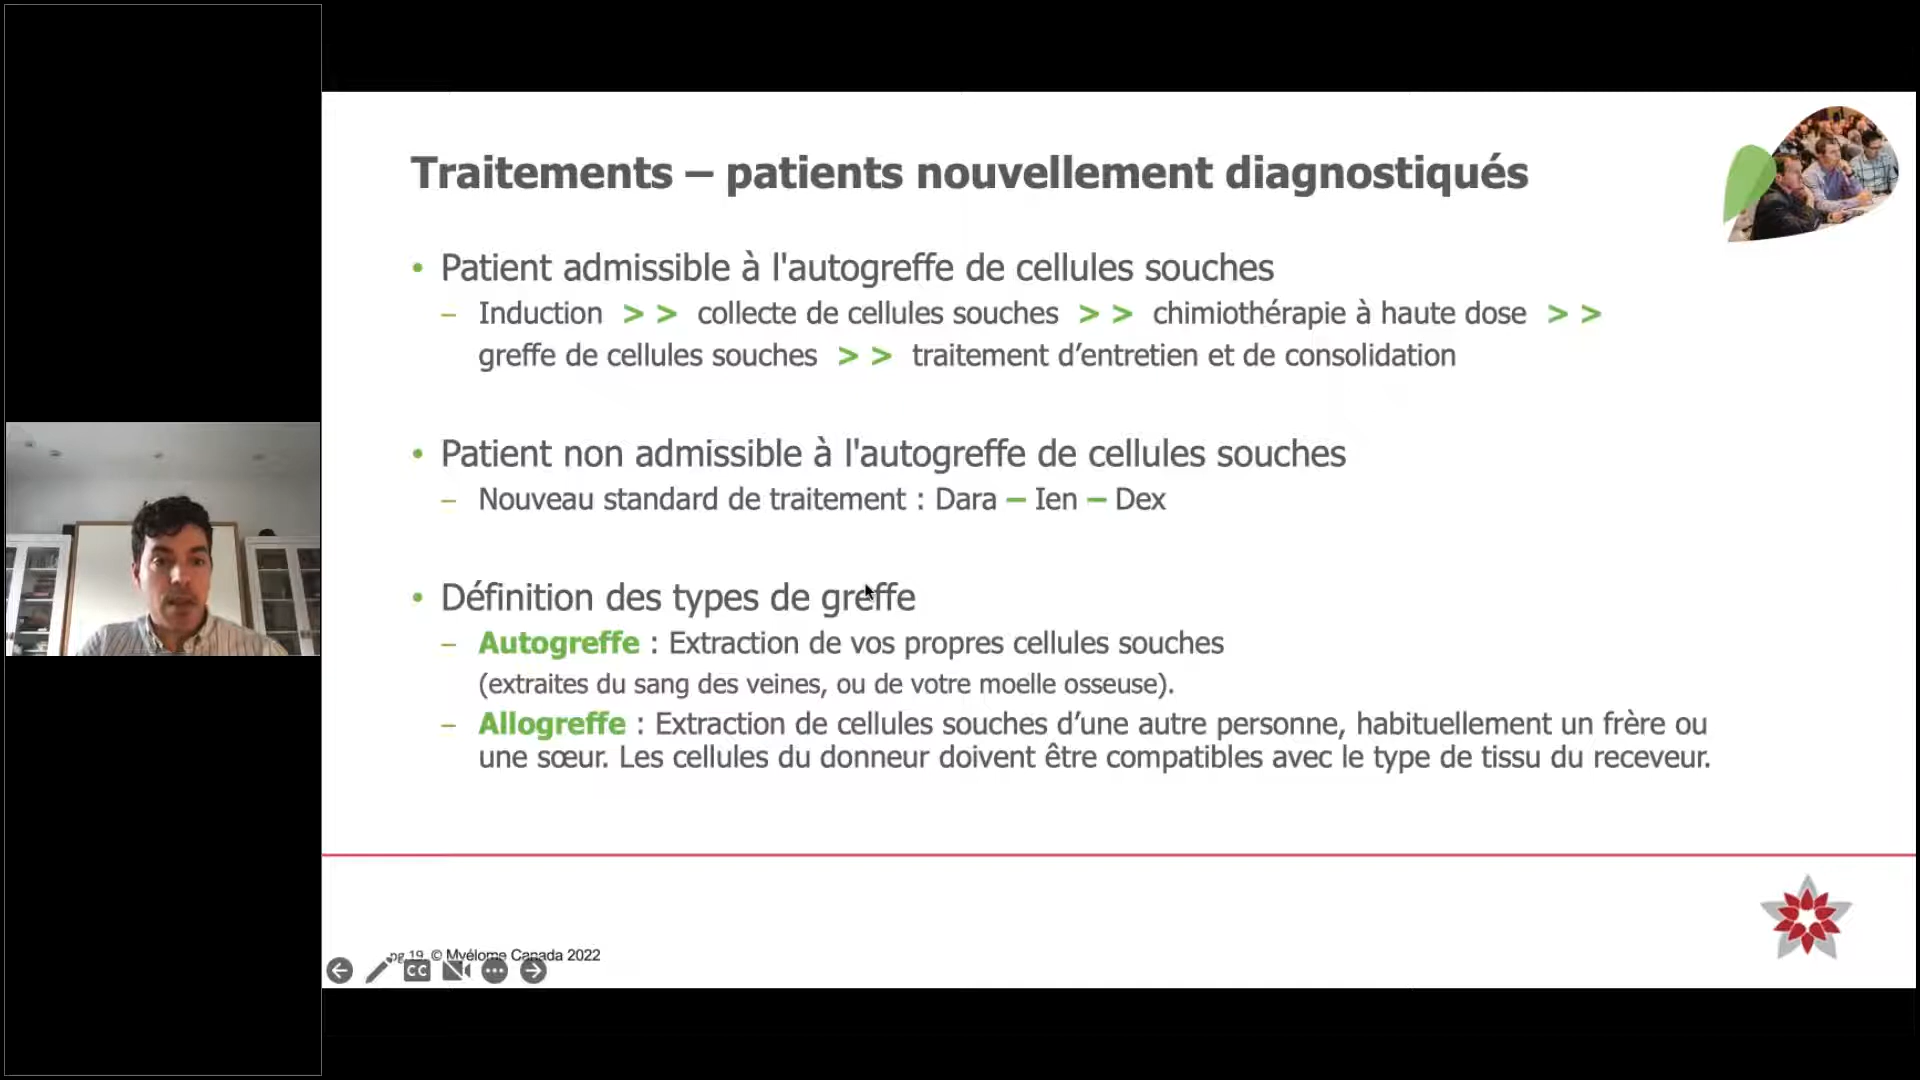 Traitements – patients nouvellement diagnostiqués
• Patient admissible à l'autogreffe de cellules souches
– Induction > > collecte de cellules souches > > chimiothérapie à haute dose > >
greffe de cellules souches > > traitement d’entretien et de consolidation
• Patient non admissible à l'autogreffe de cellules souches
– Nouveau standard de traitement : Dara – Ien – Dex
• Définition des types de greffe
– Autogreffe : Extraction de vos propres cellules souches
(extraites du sang des veines, ou de votre moelle osseuse).
– Allogreffe : Extraction de cellules souches d’une autre personne, habituellement un frère ou
une sœur. Les cellules du donneur doivent être compatibles avec le type de tissu du receveur.
pg 19 © Myélome Canada 2022
CC